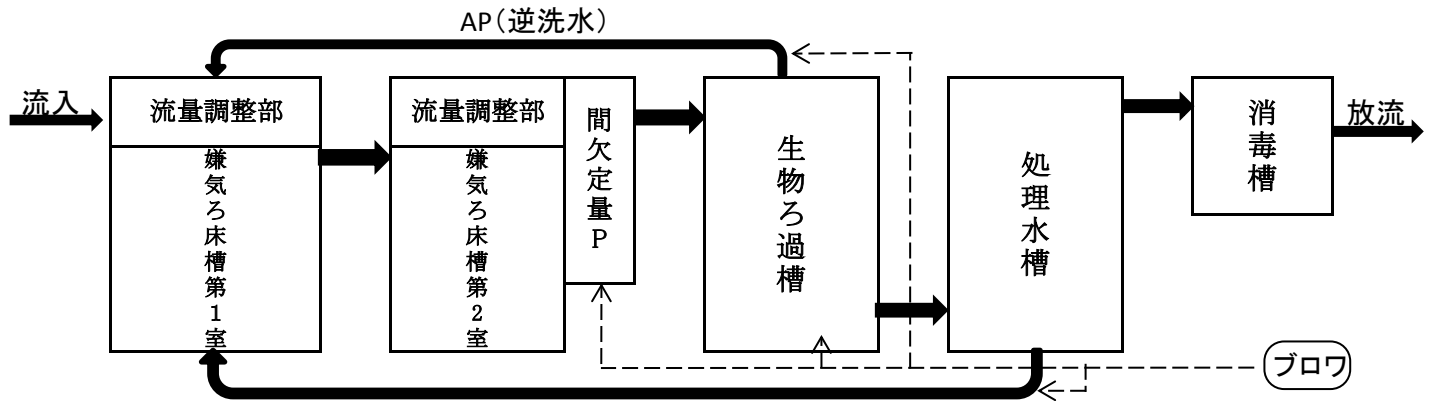 AP(逆洗水)
流入
流量調整部
嫌気ろ床槽第1室
流量調整部
嫌気ろ床槽第2室
間欠定量P
生物ろ過槽
処理水槽
消毒槽
放流
ブロワ